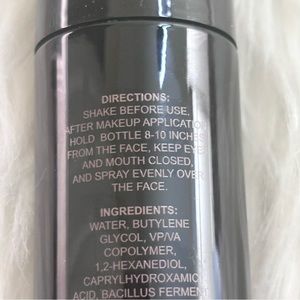 DIRECTIONS:
SHAKE BEFORE USE,
AFTER MAKEUP APPLICATION
HOLD BOTTLE 8-10 INCHES
FROM THE FACE, KEEP EYES
AND MOUTH CLOSED,
AND SPRAY EVENLY OVER
THE FACE.
INGREDIENTS:
WATER, BUTYLENE
GLYCOL, VP/VA
COPOLYMER,
1,2-HEXANEDIOL,
CAPRYLHYDROXAMIC
ACID, BACILLUS FERMENT